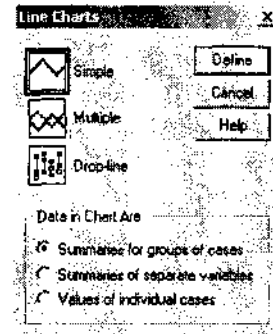 Line Charts
Simple
Multiple
Drop-line
Define
Cancel
Help
Data in Chart Are
Summaries for groups of cases
Summaries of separate variables
Values of individual cases